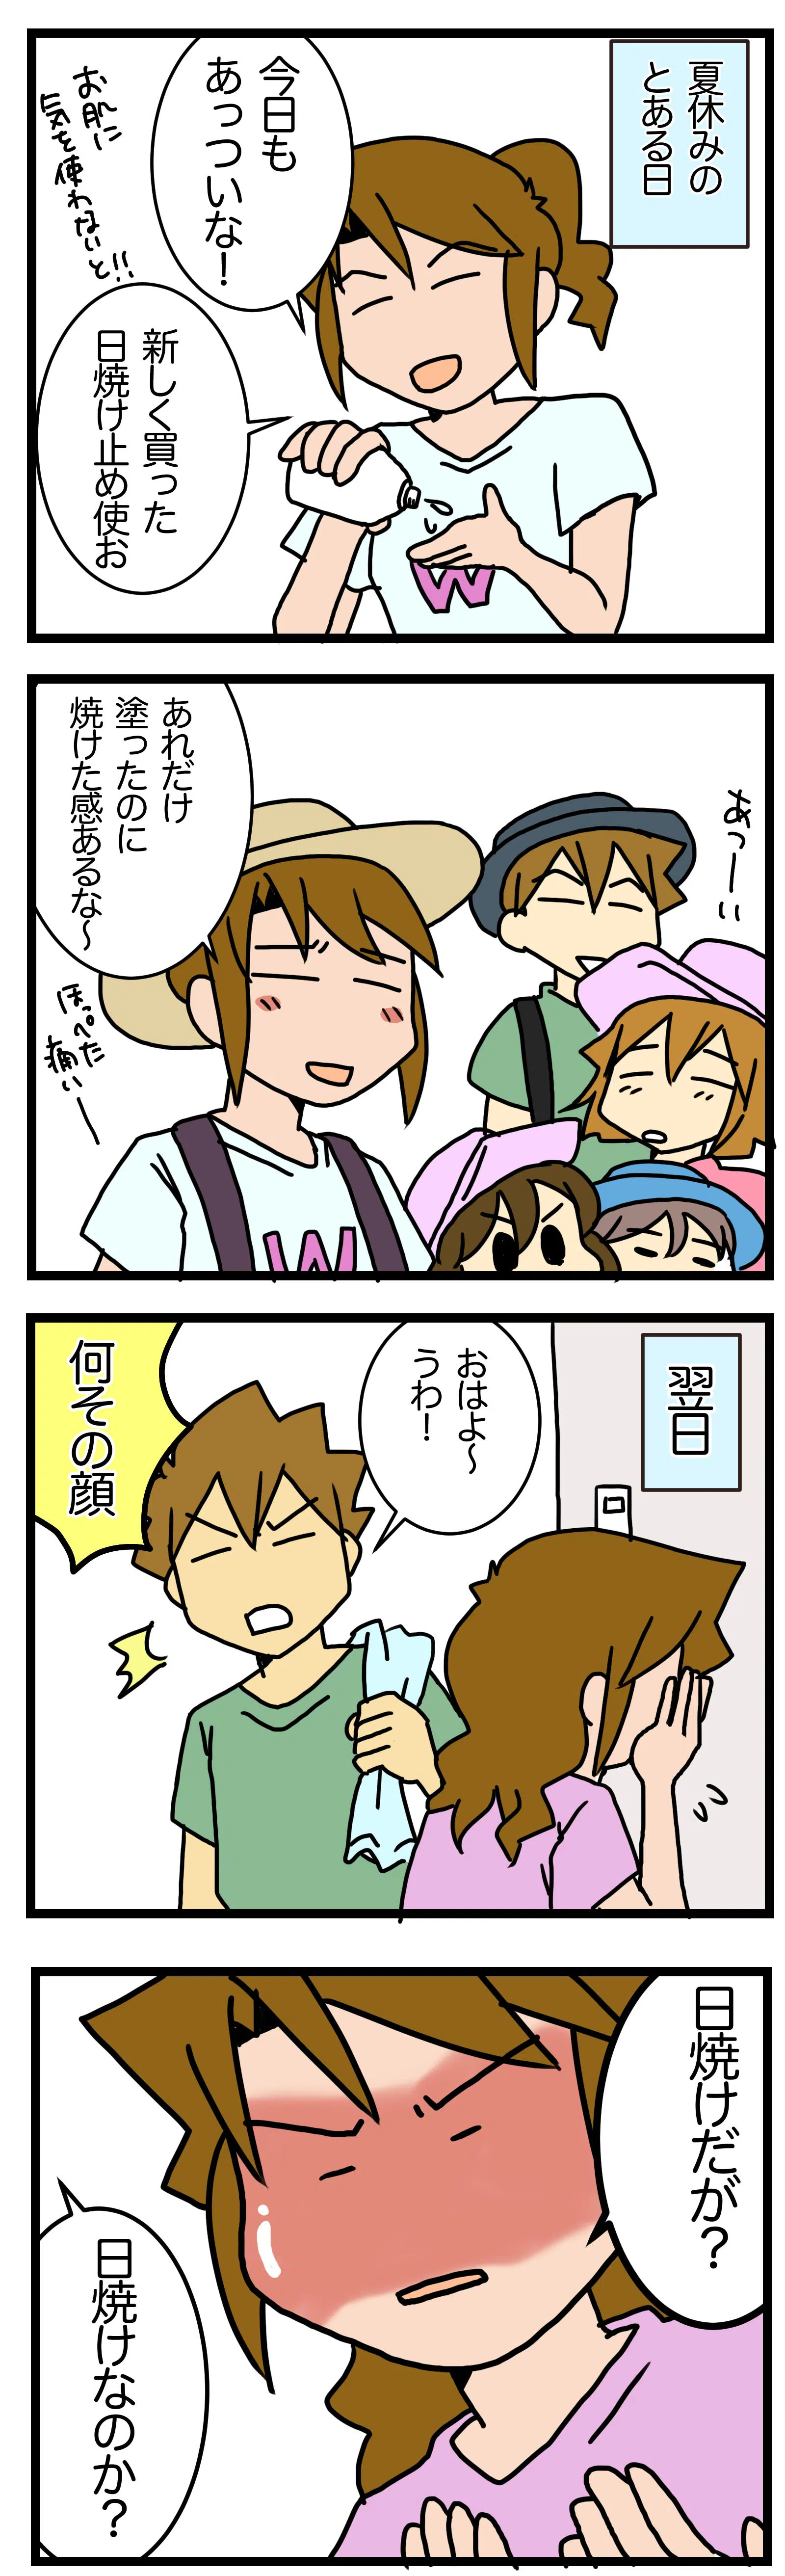 夏休みの
とある日
今日も
あっついな！
お肌に
気を使わないと!!
新しく買った
日焼け止め使お
W
あっーー
あれだけ
塗ったのに
焼けた感あるな〜
ほっぺた
痛いー
W
翌日
おはよ〜
うわ！
何その顔
日焼けだが？
日焼けなのか？